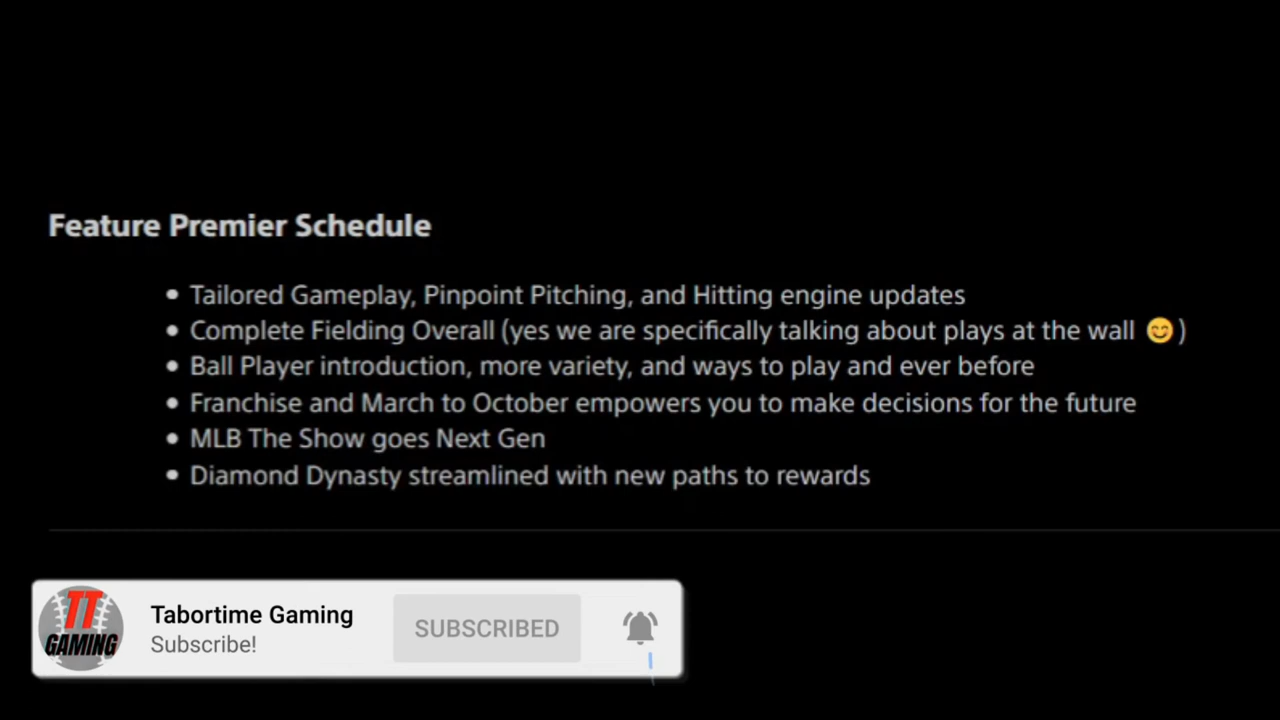 Feature Premier Schedule
• Tailored Gameplay, Pinpoint Pitching, and Hitting engine updates
• Complete Fielding Overall (yes we are specifically talking about plays at the wall 😊)
• Ball Player introduction, more variety, and ways to play and ever before
• Franchise and March to October empowers you to make decisions for the future
• MLB The Show goes Next Gen
• Diamond Dynasty streamlined with new paths to rewards
TT
GAMING
Tabortime Gaming
Subscribe!
SUBSCRIBED